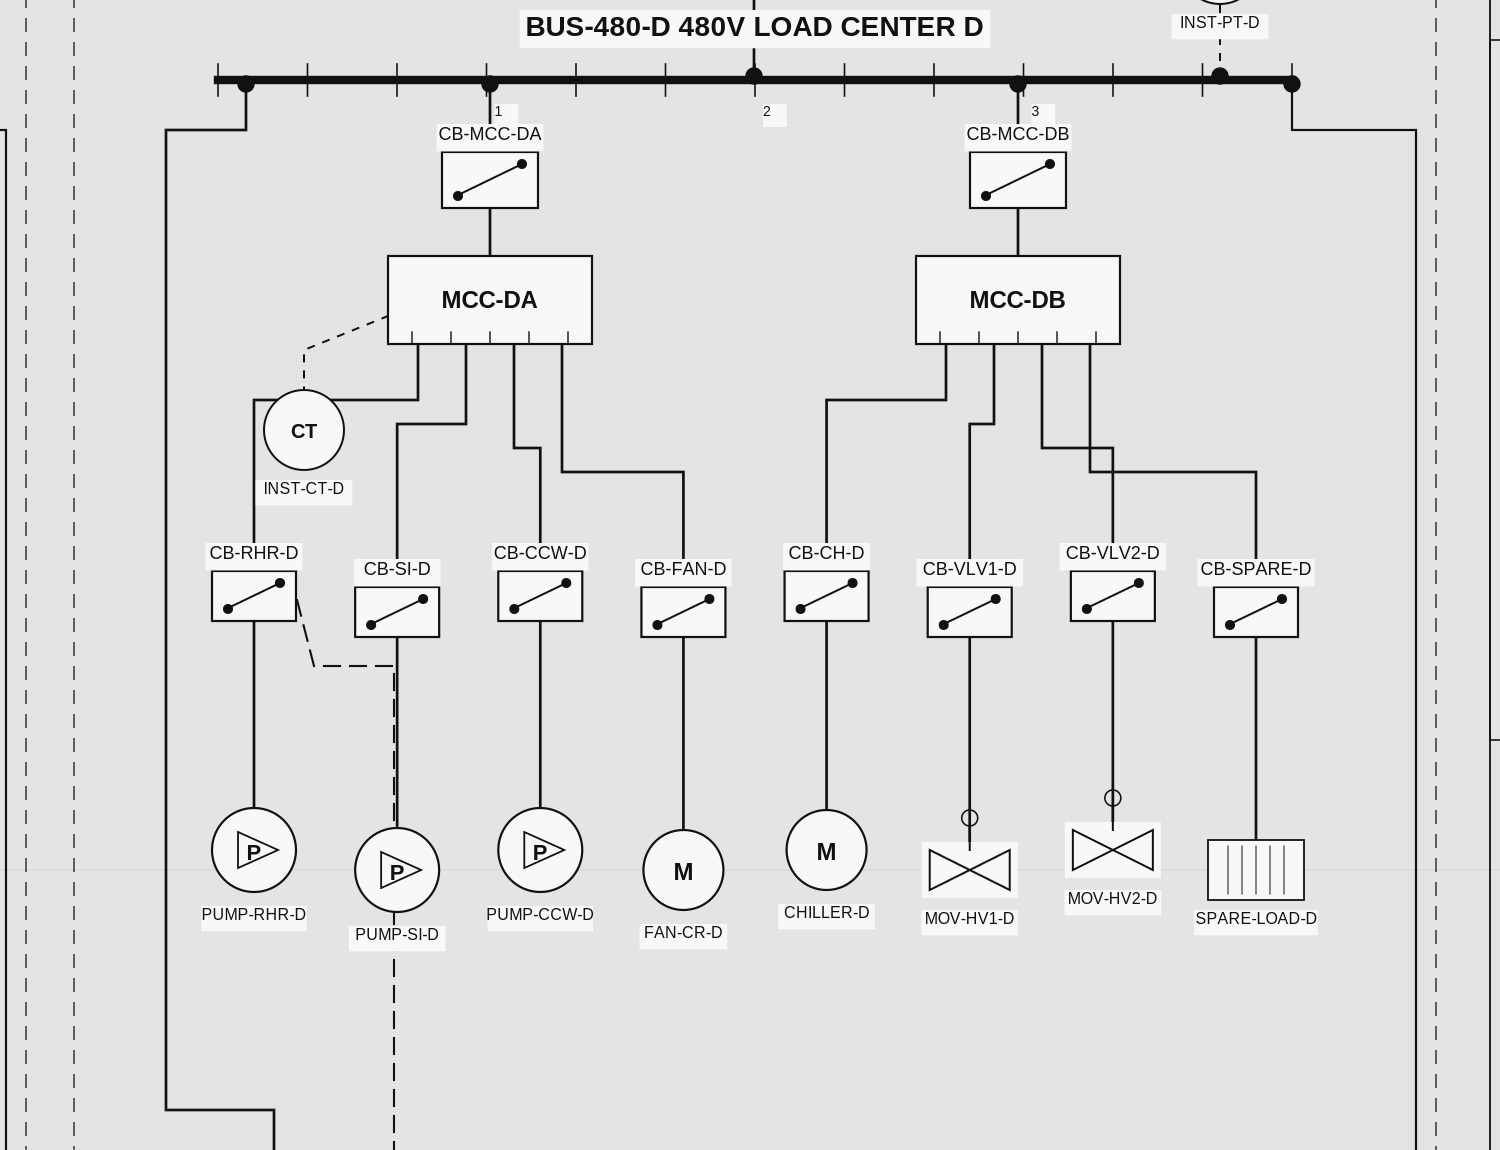 BUS-480-D 480V LOAD CENTER D
INST-PT-D
1
2
3
CB-MCC-DA
CB-MCC-DB
MCC-DA
MCC-DB
CT
INST-CT-D
CB-RHR-D
CB-SI-D
CB-CCW-D
CB-FAN-D
CB-CH-D
CB-VLV1-D
CB-VLV2-D
CB-SPARE-D
P
P
P
M
M
PUMP-RHR-D
PUMP-SI-D
PUMP-CCW-D
FAN-CR-D
CHILLER-D
MOV-HV1-D
MOV-HV2-D
SPARE-LOAD-D